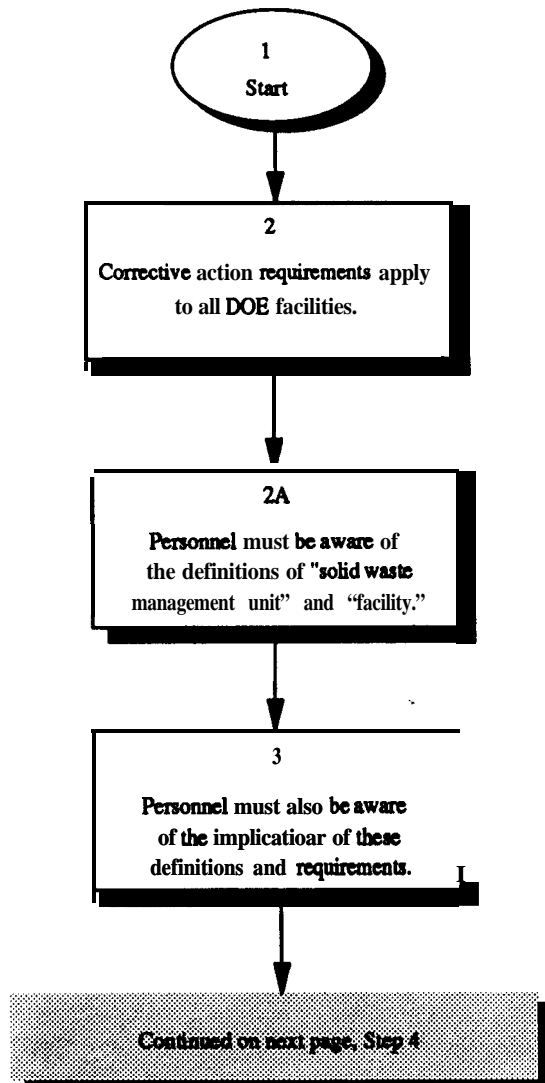 1
Start
2
Corrective action requirements apply
to all DOE facilities.
2A
Personnel must be aware of
the definitions of "solid waste
management unit” and “facility.”
3
Personnel must also be aware
of the implicatioar of these
definitions and requirements.
Continued on next page, Step 4